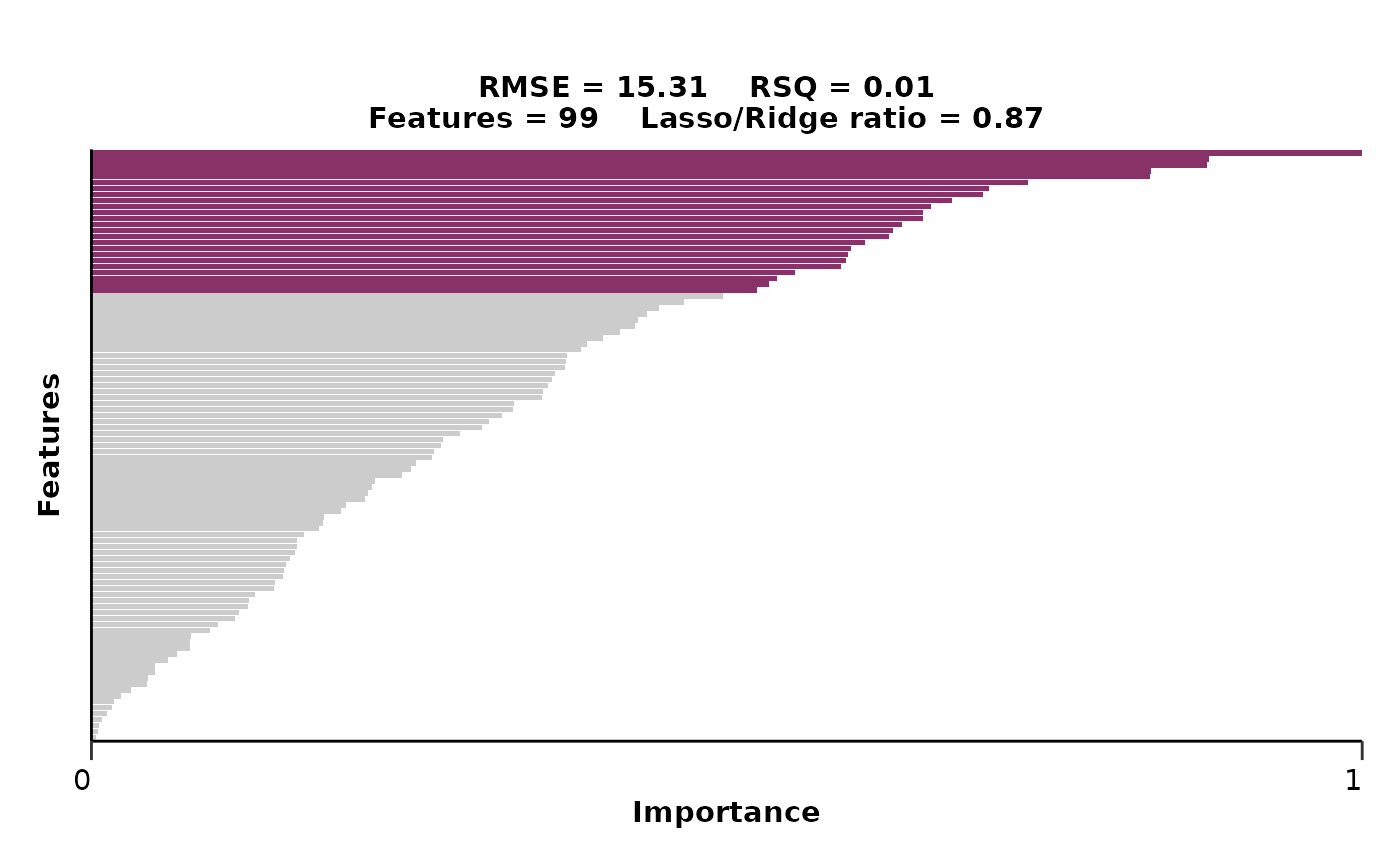 RMSE = 15.31    RSQ = 0.01
Features = 99    Lasso/Ridge ratio = 0.87
Features
0
1
Importance